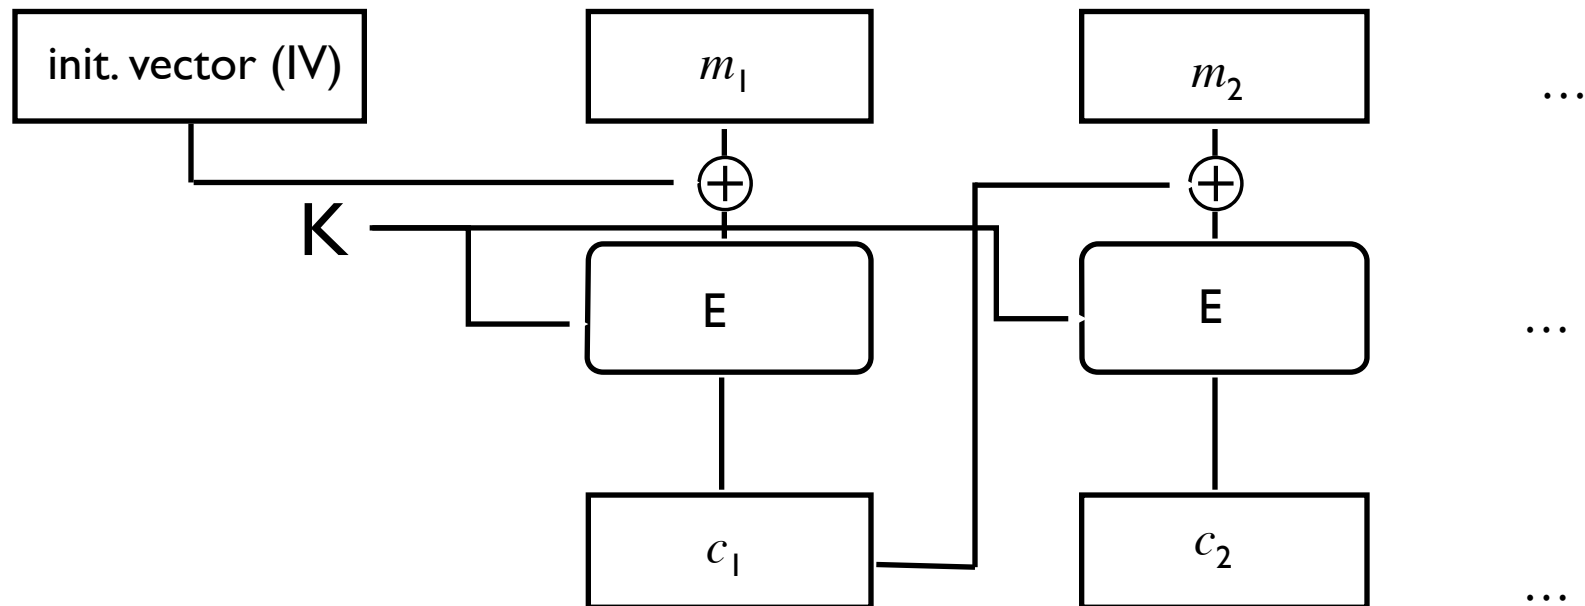 init. vector (IV) m₁ m₂ …
K
E E …
c₁ c₂ …